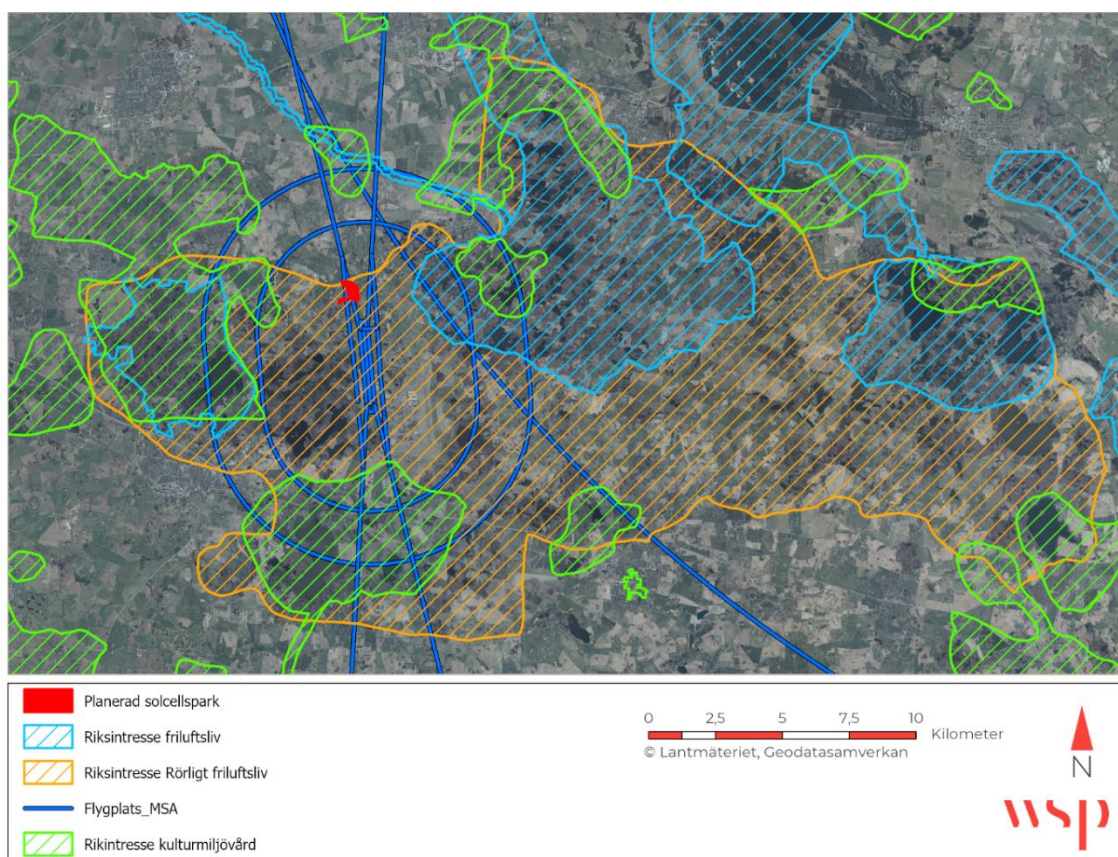 Planerad solcellspark
Riksintresse friluftsliv
Riksintresse Rörligt friluftsliv
Flygplats_MSA
Rikintresse kulturmiljövård
0 2,5 5 7,5 10
Kilometer
© Lantmäteriet, Geodatasamverkan
N
wsp